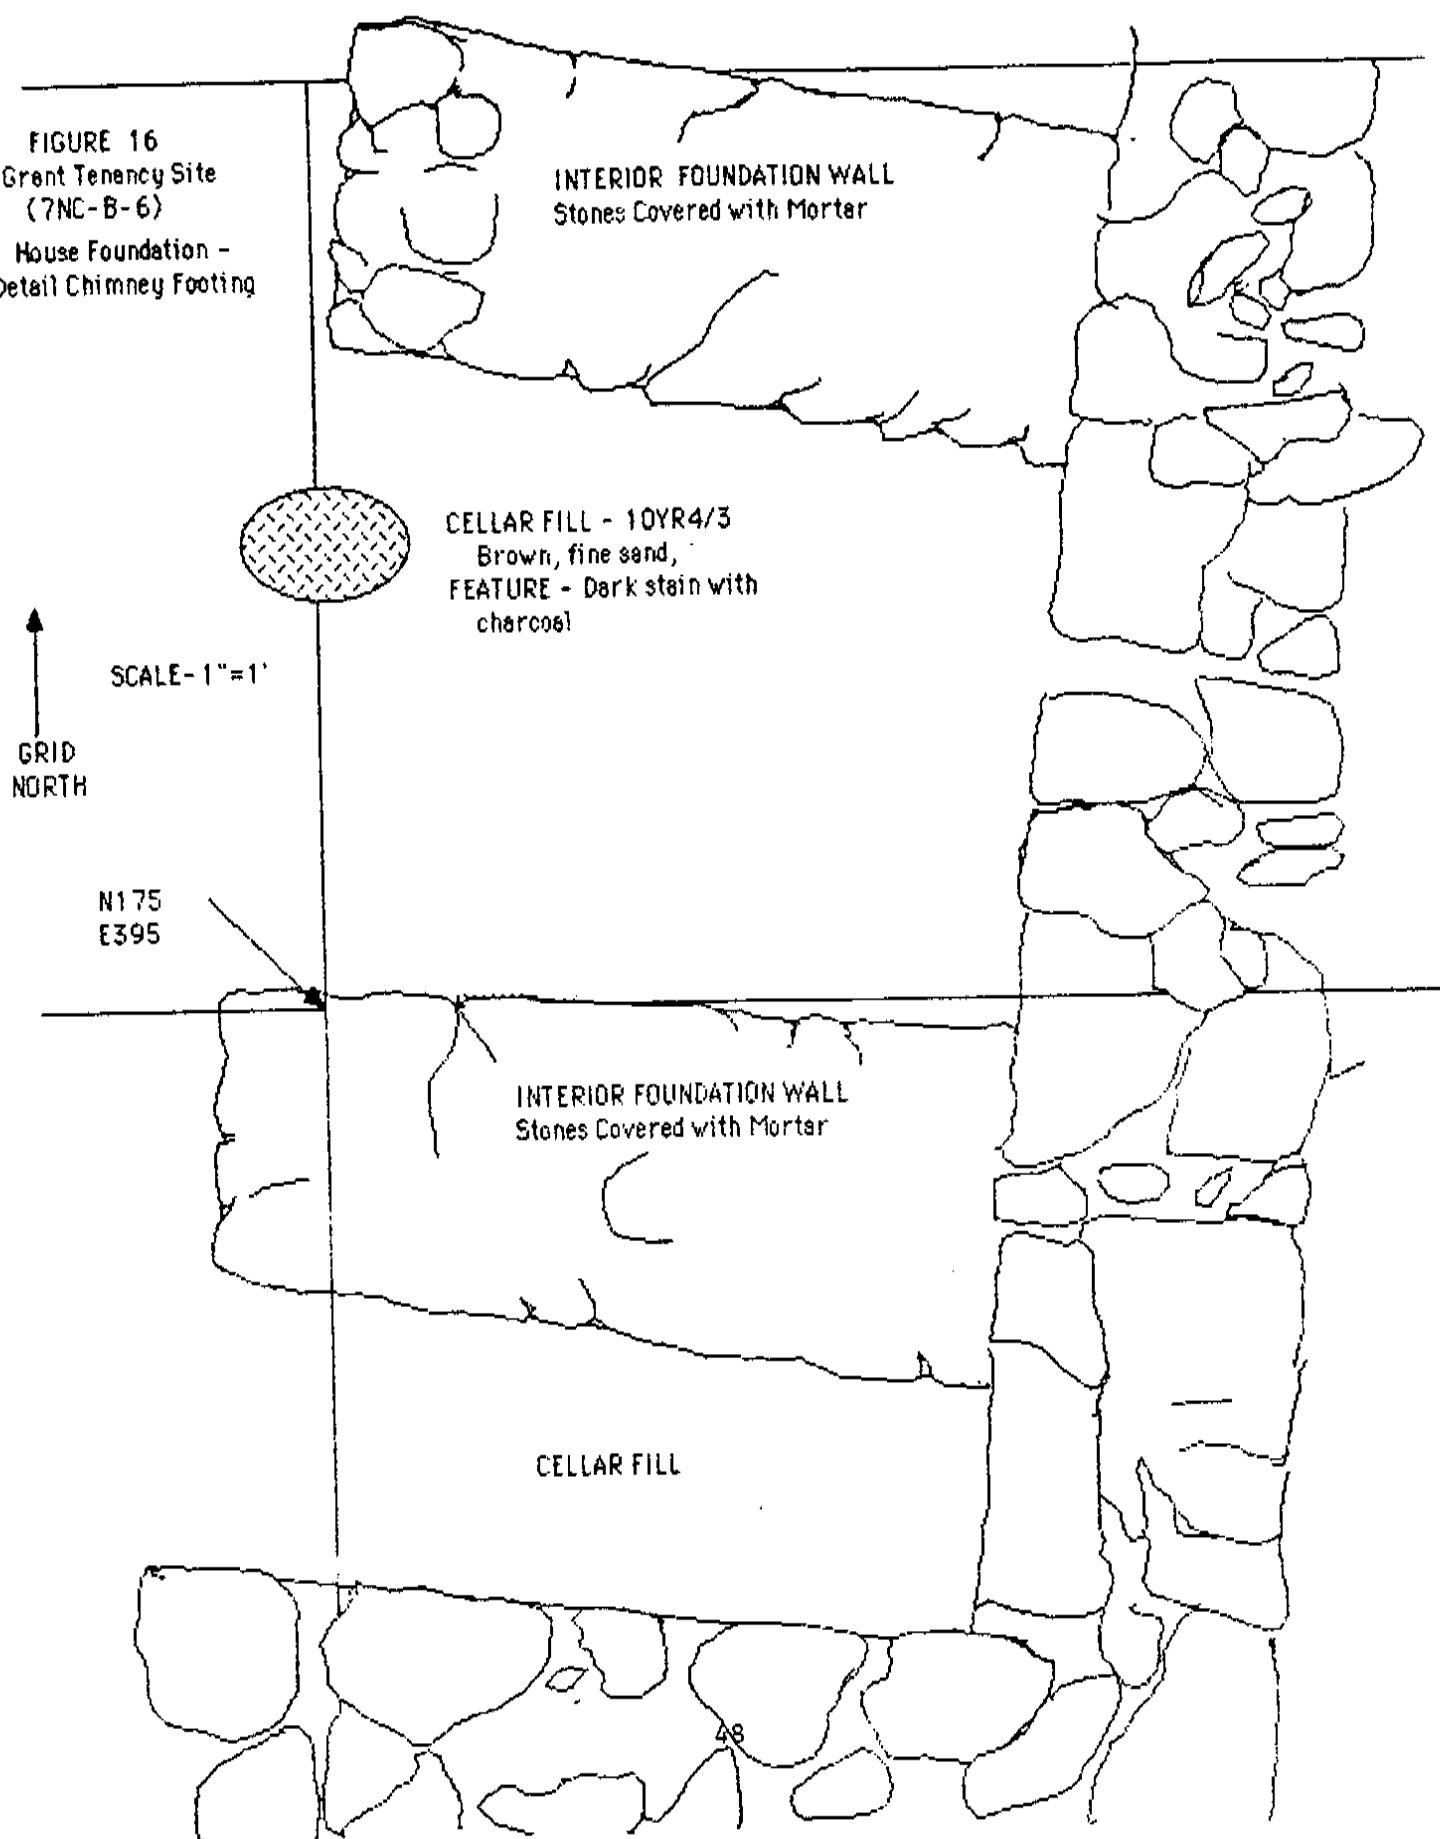 FIGURE 16
Grant Tenancy Site
(7NC-B-6)
House Foundation -
Detail Chimney Footing
INTERIOR FOUNDATION WALL
Stones Covered with Mortar
CELLAR FILL - 10YR4/3
Brown, fine sand,
FEATURE - Dark stain with
charcoal
SCALE- 1"=1'
GRID
NORTH
N175
E395
INTERIOR FOUNDATION WALL
Stones Covered with Mortar
CELLAR FILL
48